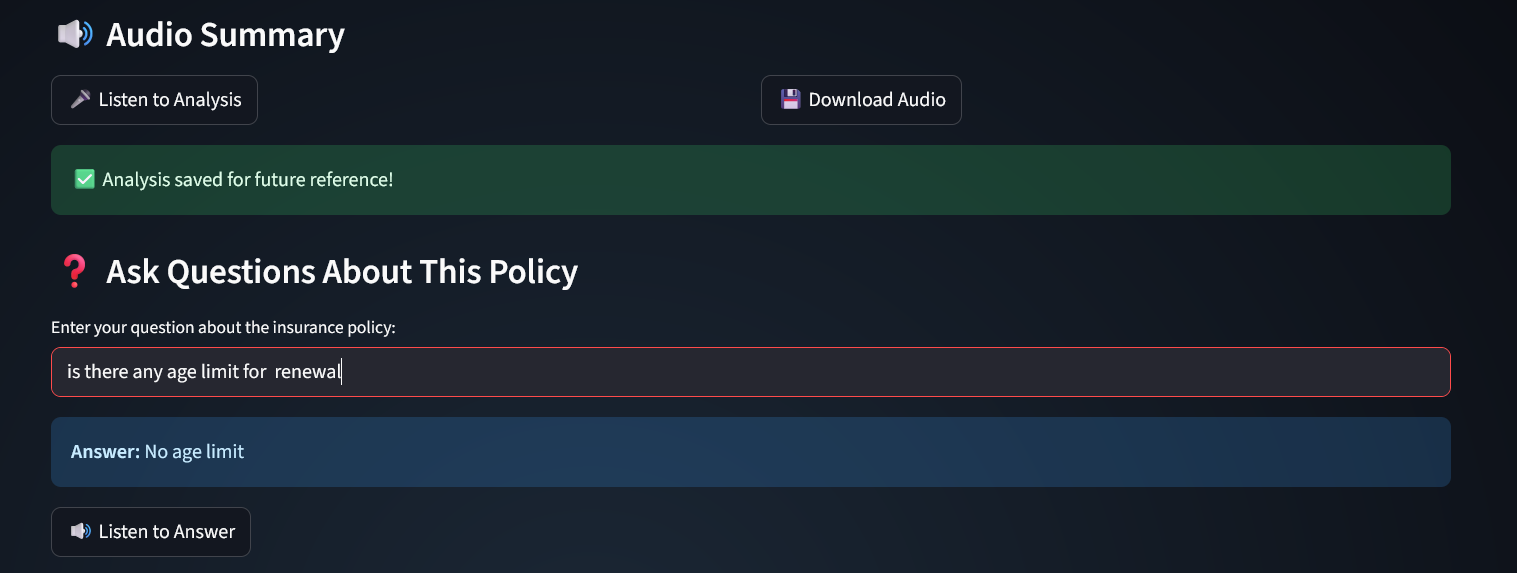 Audio Summary
Listen to Analysis
Download Audio
Analysis saved for future reference!
Ask Questions About This Policy
Enter your question about the insurance policy:
is there any age limit for  renewal
Answer: No age limit
Listen to Answer